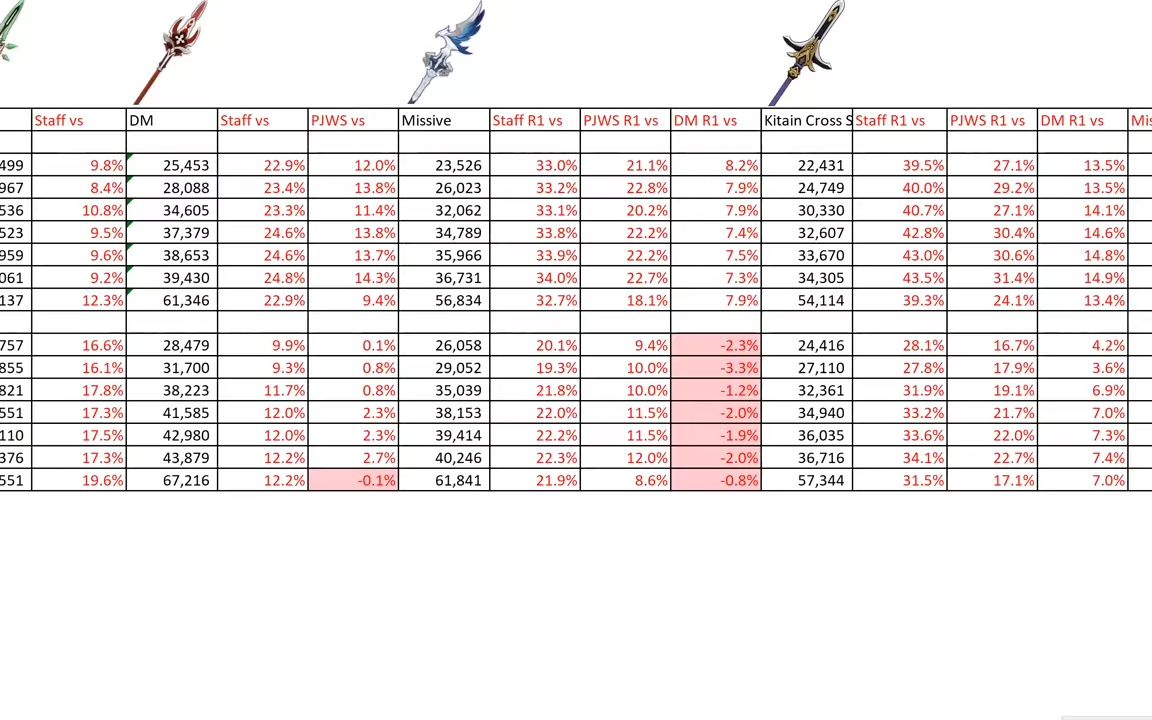 Staff vs DM Staff vs PJWS vs Missive Staff R1 vs PJWS R1 vs DM R1 vs Kitain Cross S Staff R1 vs PJWS R1 vs DM R1 vs Mis
499 9.8% 25,453 22.9% 12.0% 23,526 33.0% 21.1% 8.2% 22,431 39.5% 27.1% 13.5%
967 8.4% 28,088 23.4% 13.8% 26,023 33.2% 22.8% 7.9% 24,749 40.0% 29.2% 13.5%
536 10.8% 34,605 23.3% 11.4% 32,062 33.1% 20.2% 7.9% 30,330 40.7% 27.1% 14.1%
523 9.5% 37,379 24.6% 13.8% 34,789 33.8% 22.2% 7.4% 32,607 42.8% 30.4% 14.6%
959 9.6% 38,653 24.6% 13.7% 35,966 33.9% 22.2% 7.5% 33,670 43.0% 30.6% 14.8%
061 9.2% 39,430 24.8% 14.3% 36,731 34.0% 22.7% 7.3% 34,305 43.5% 31.4% 14.9%
137 12.3% 61,346 22.9% 9.4% 56,834 32.7% 18.1% 7.9% 54,114 39.3% 24.1% 13.4%
757 16.6% 28,479 9.9% 0.1% 26,058 20.1% 9.4% -2.3% 24,416 28.1% 16.7% 4.2%
855 16.1% 31,700 9.3% 0.8% 29,052 19.3% 10.0% -3.3% 27,110 27.8% 17.9% 3.6%
821 17.8% 38,223 11.7% 0.8% 35,039 21.8% 10.0% -1.2% 32,361 31.9% 19.1% 6.9%
551 17.3% 41,585 12.0% 2.3% 38,153 22.0% 11.5% -2.0% 34,940 33.2% 21.7% 7.0%
110 17.5% 42,980 12.0% 2.3% 39,414 22.2% 11.5% -1.9% 36,035 33.6% 22.0% 7.3%
376 17.3% 43,879 12.2% 2.7% 40,246 22.3% 12.0% -2.0% 36,716 34.1% 22.7% 7.4%
551 19.6% 67,216 12.2% -0.1% 61,841 21.9% 8.6% -0.8% 57,344 31.5% 17.1% 7.0%